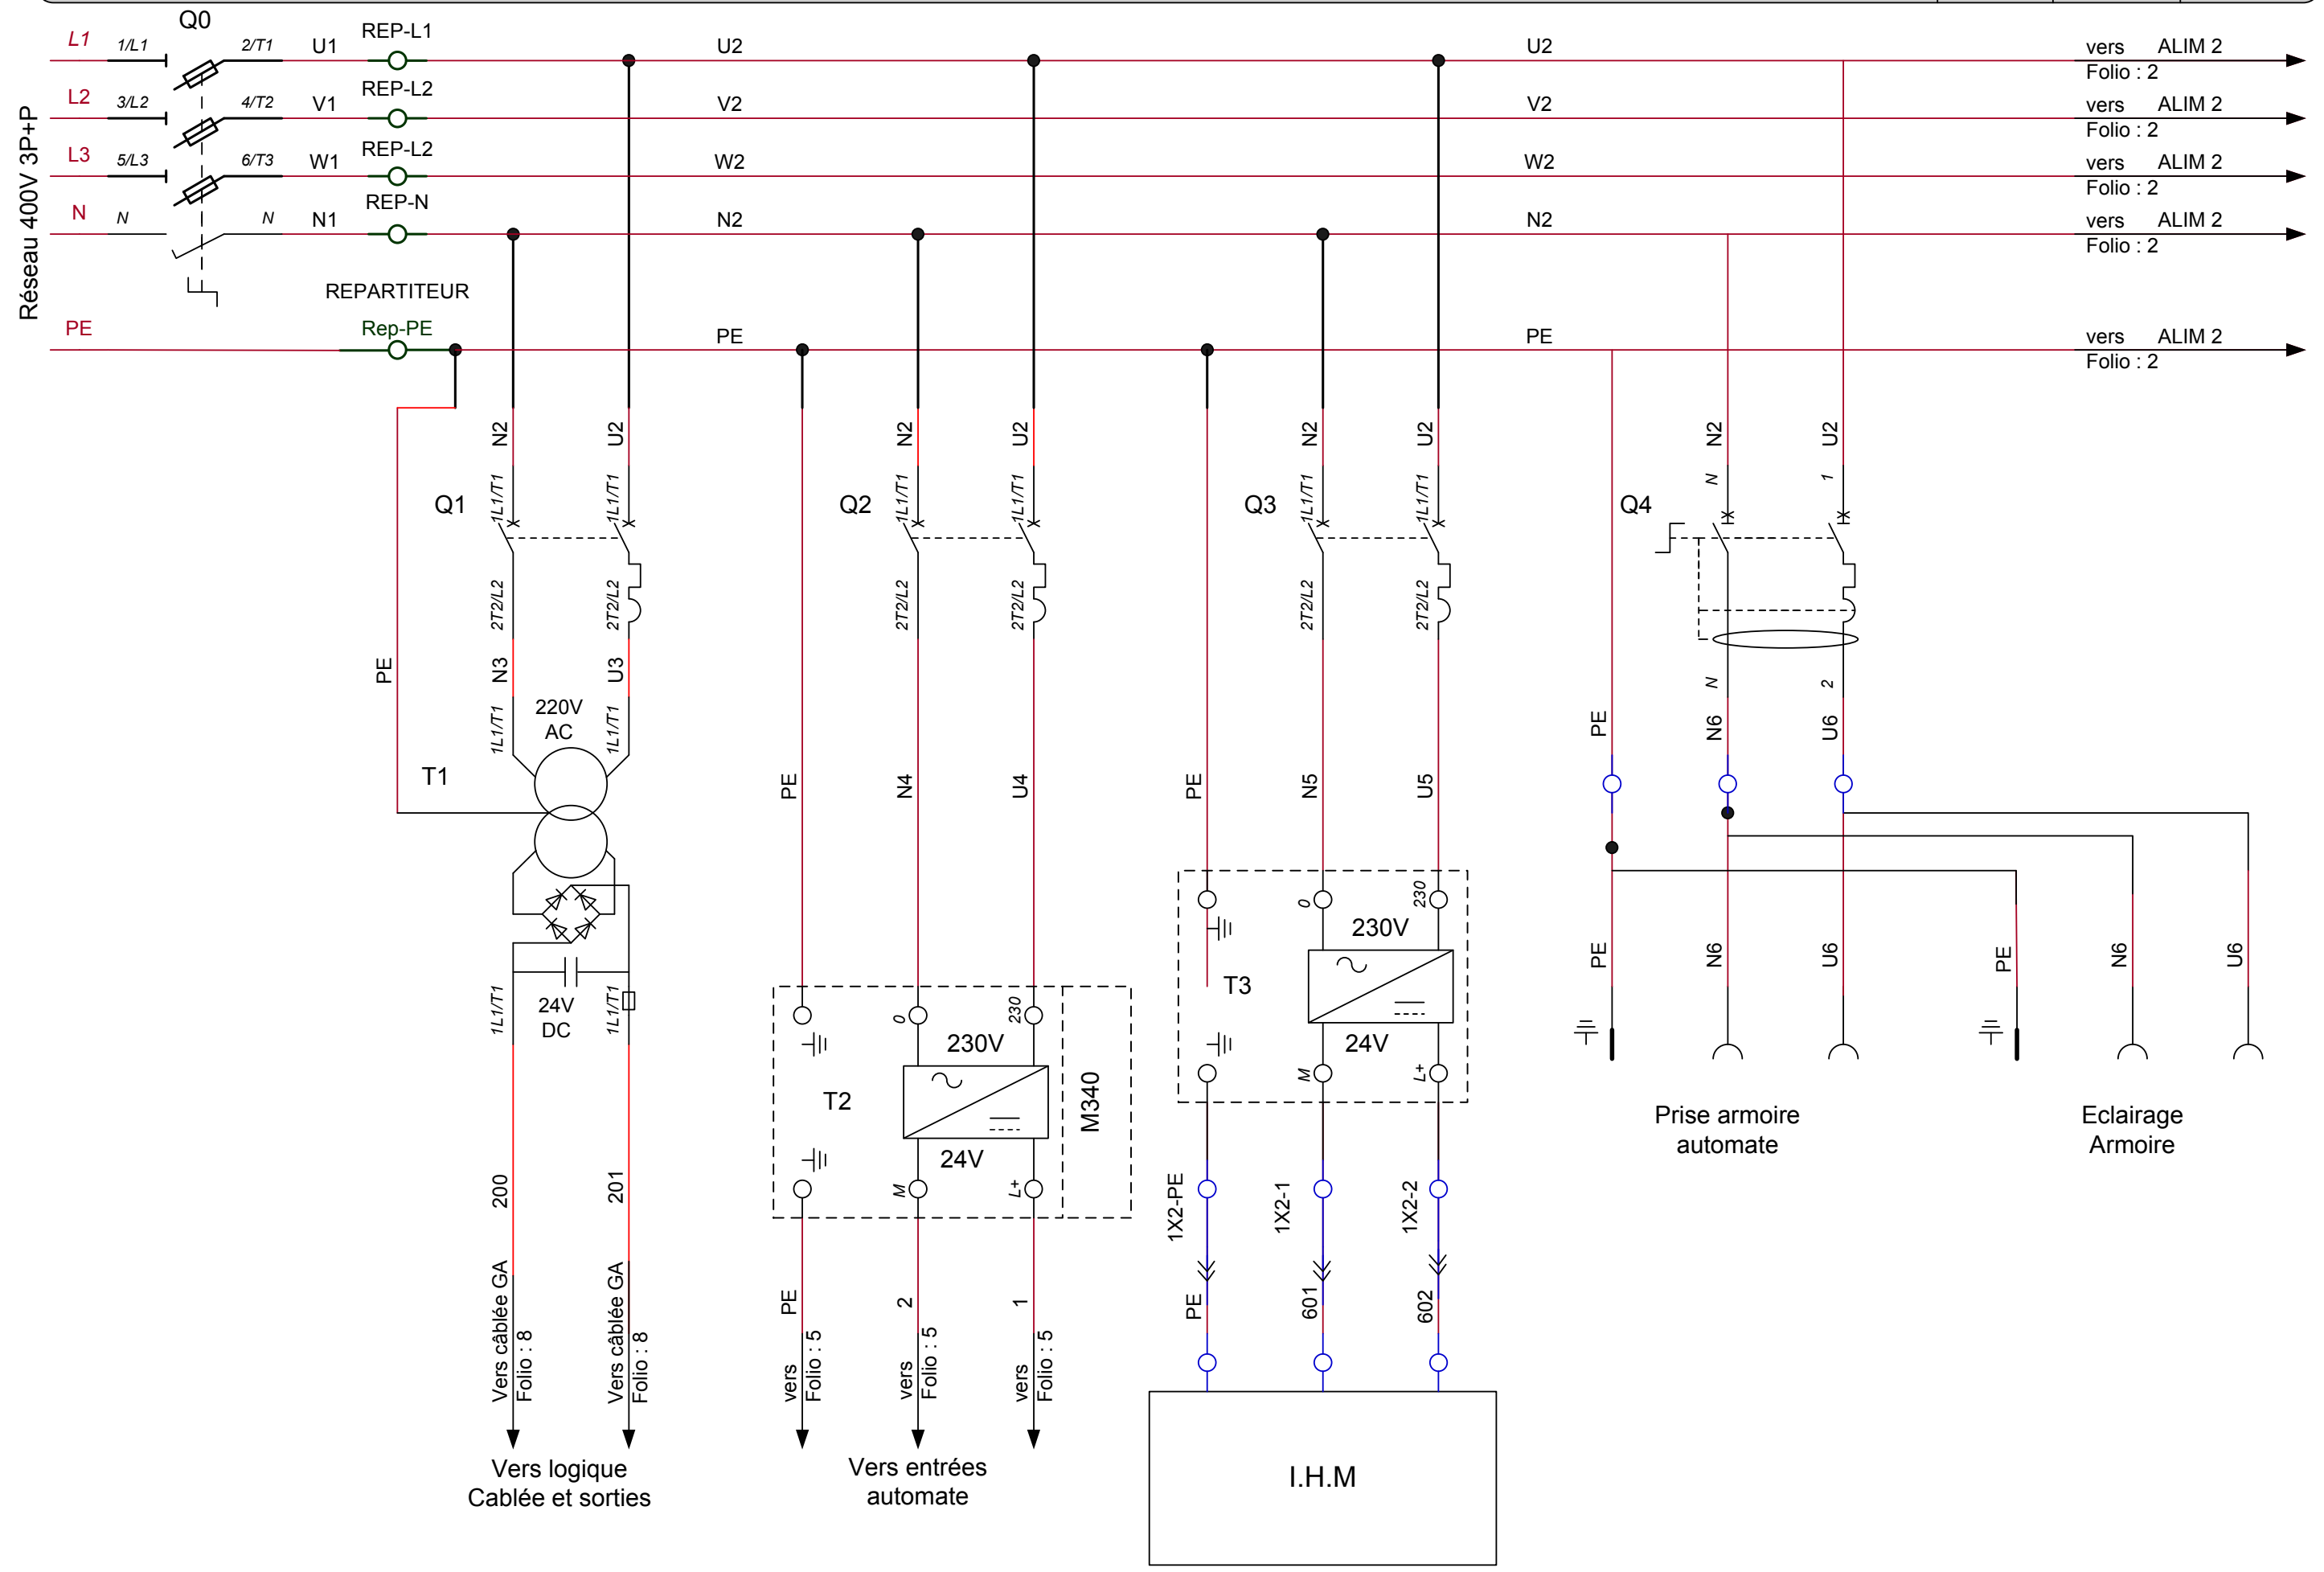 Q0
L1 1/L1 2/T1 U1 REP-L1 U2 U2 vers ALIM 2
Folio : 2
L2 3/L2 4/T2 V1 REP-L2 V2 V2 vers ALIM 2
Folio : 2
L3 5/L3 6/T3 W1 REP-L2 W2 W2 vers ALIM 2
Folio : 2
N N N N1 REP-N N2 N2 vers ALIM 2
Folio : 2
Réseau 400V 3P+P
REPARTITEUR
PE Rep-PE PE PE vers ALIM 2
Folio : 2
N2 U2 N2 U2 N2 U2 N2 U2
Q1 1L1/T1 1L1/T1 Q2 1L1/T1 1L1/T1 Q3 1L1/T1 1L1/T1 Q4 N 1
2T2/L2 2T2/L2 2T2/L2 2T2/L2 2T2/L2 2T2/L2
PE N3 U3 N 2
1L1/T1 220V 1L1/T1
AC
PE N6 U6
T1
PE N4 U4 PE N5 U5
0 230
230V
PE N6 U6 PE N6 U6
T3
1L1/T1 24V 1L1/T1
DC
0 230
230V
24V
M L+
T2
M340
24V
M L+
Prise armoire
automate
Eclairage
Armoire
200 201
1X2-PE 1X2-1 1X2-2
PE 2 1
PE 601 602
Vers câblée GA
Folio : 8
Vers câblée GA
Folio : 8
vers
Folio : 5
vers
Folio : 5
vers
Folio : 5
Vers logique
Cablée et sorties
Vers entrées
automate
I.H.M